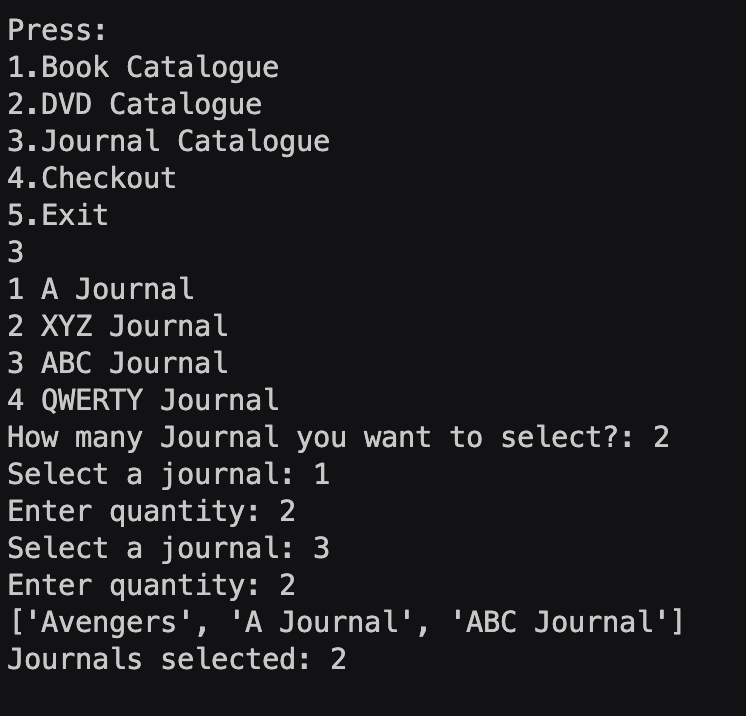 Press:
1.Book Catalogue
2.DVD Catalogue
3.Journal Catalogue
4.Checkout
5.Exit
3
1 A Journal
2 XYZ Journal
3 ABC Journal
4 QWERTY Journal
How many Journal you want to select?: 2
Select a journal: 1
Enter quantity: 2
Select a journal: 3
Enter quantity: 2
['Avengers', 'A Journal', 'ABC Journal']
Journals selected: 2